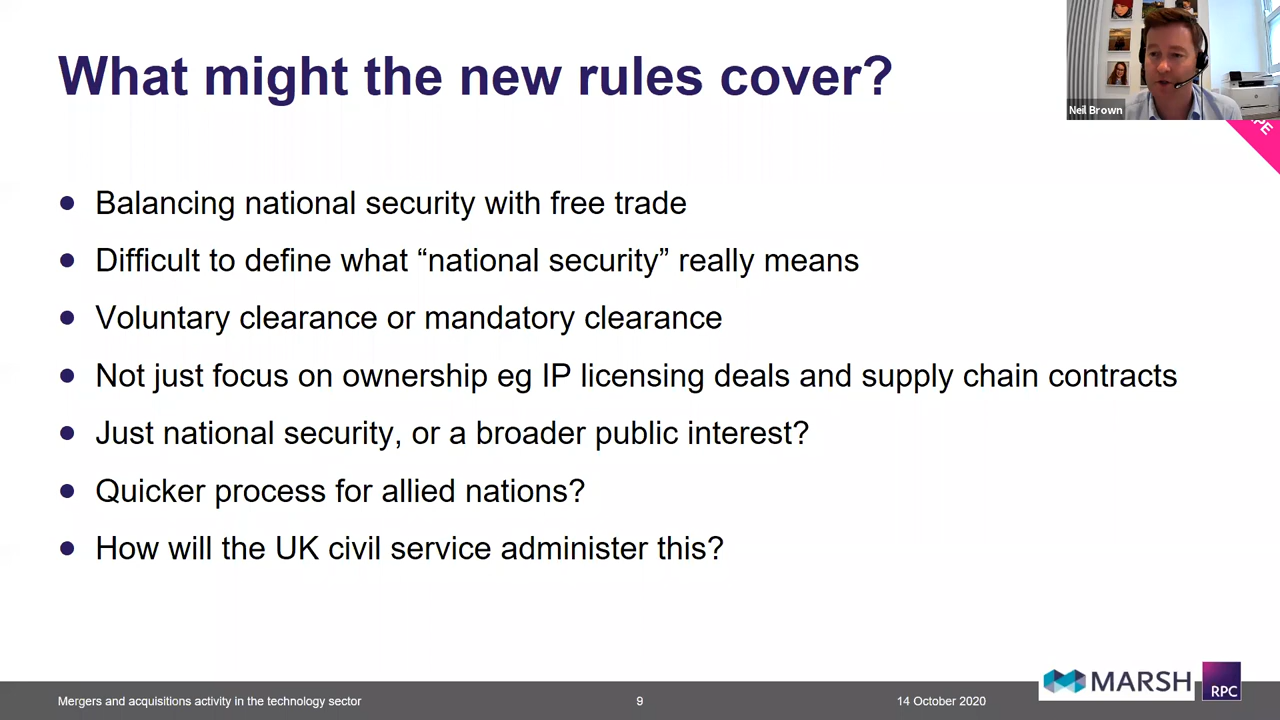 What might the new rules cover?
Neil Brown
PE
Balancing national security with free trade
Difficult to define what “national security” really means
Voluntary clearance or mandatory clearance
Not just focus on ownership eg IP licensing deals and supply chain contracts
Just national security, or a broader public interest?
Quicker process for allied nations?
How will the UK civil service administer this?
Mergers and acquisitions activity in the technology sector
9
14 October 2020
MARSH
RPC